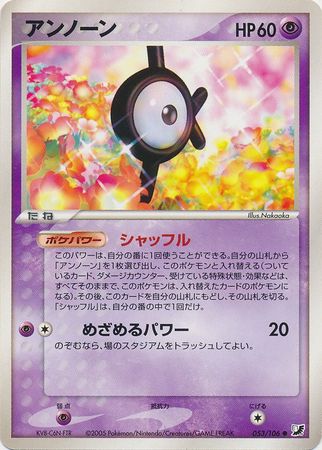 アンノーン HP60
Illus.Nakaoka
たね
ポケパワー シャッフル
このパワーは、自分の番に1回使うことができる。自分の山札から
「アンノーン」を1枚選び出し、このポケモンと入れ替える(ついて
いるカード、ダメージカウンター、受けている特殊状態・効果などは、
すべてそのままで、このポケモンは、入れ替えたカードのポケモンに
なる)。その後、このカードを自分の山札にもどし、その山札を切る。
「シャッフル」は、自分の番の中で1回しか使えない。
めざめるパワー 20
のぞむなら、場のスタジアムをトラッシュしてよい。
弱点 抵抗力 にげる
KVB-C6N-FTR ©2005 Pokémon/Nintendo/Creatures/GAME FREAK 053/106